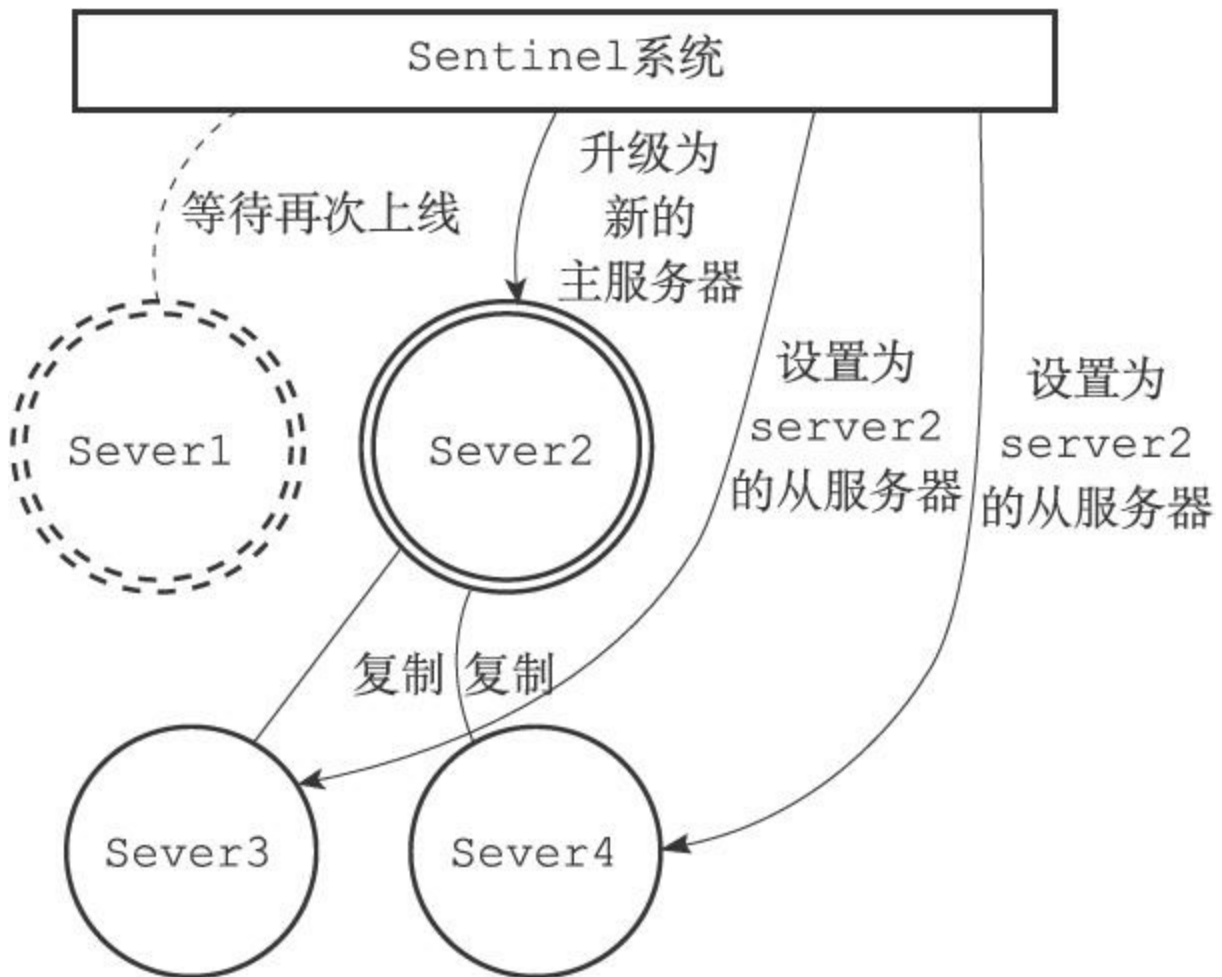 Sentinel系统
等待再次上线
升级为
新的
主服务器
设置为
server2
的从服务器
设置为
server2
的从服务器
Sever1
Sever2
复制
复制
Sever3
Sever4